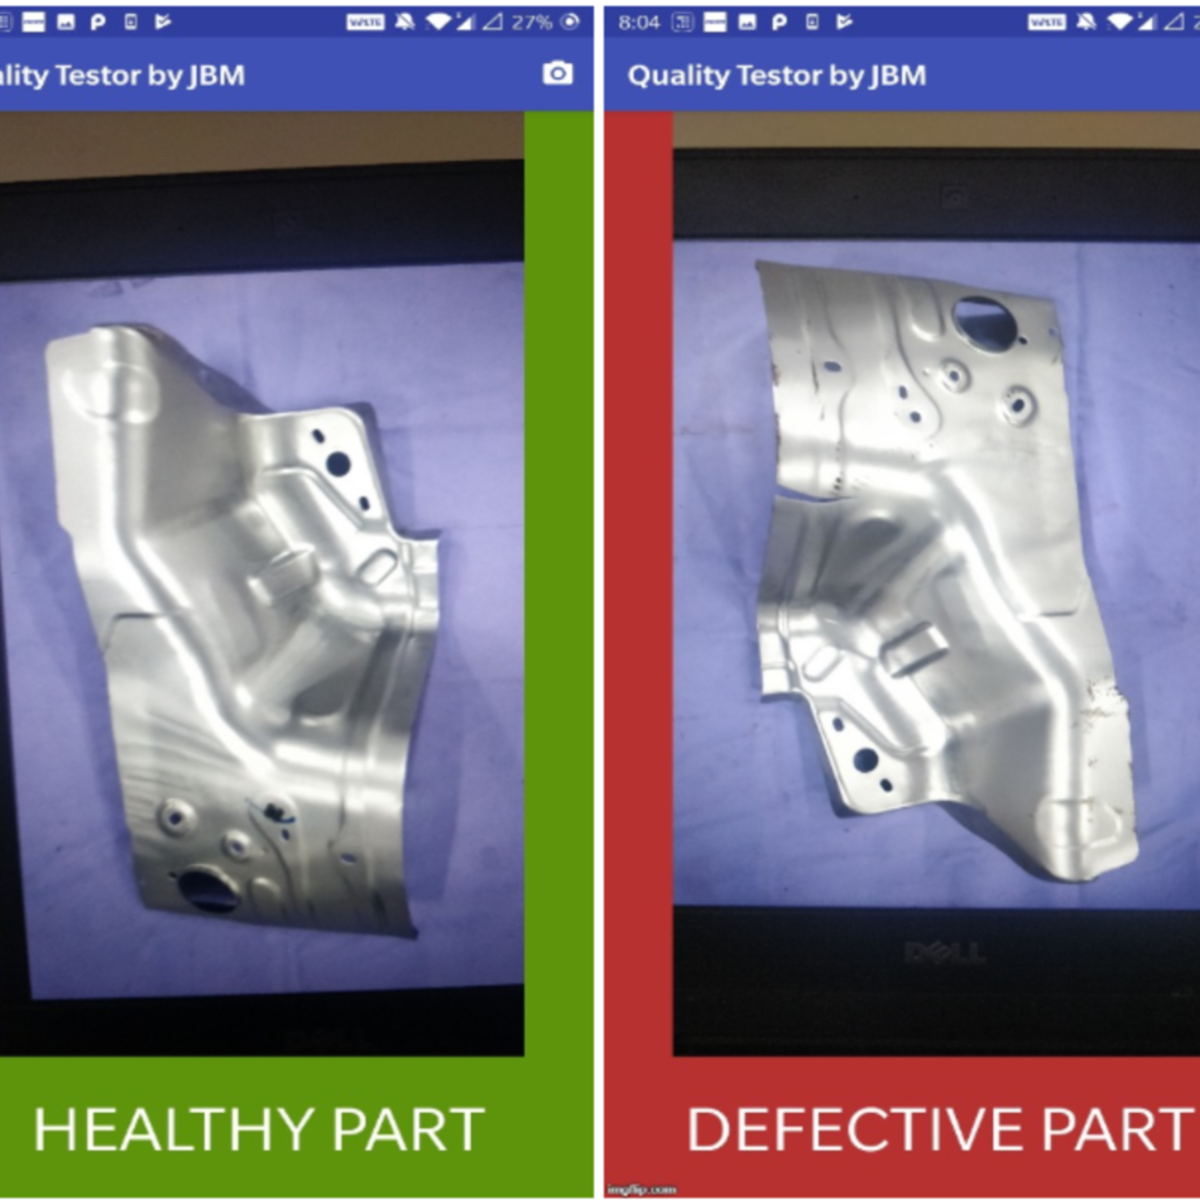 VoLTE 27%
ality Testor by JBM
HEALTHY PART
8:04 VoLTE 2
Quality Testor by JBM
DELL
DEFECTIVE PART
imgflip.com